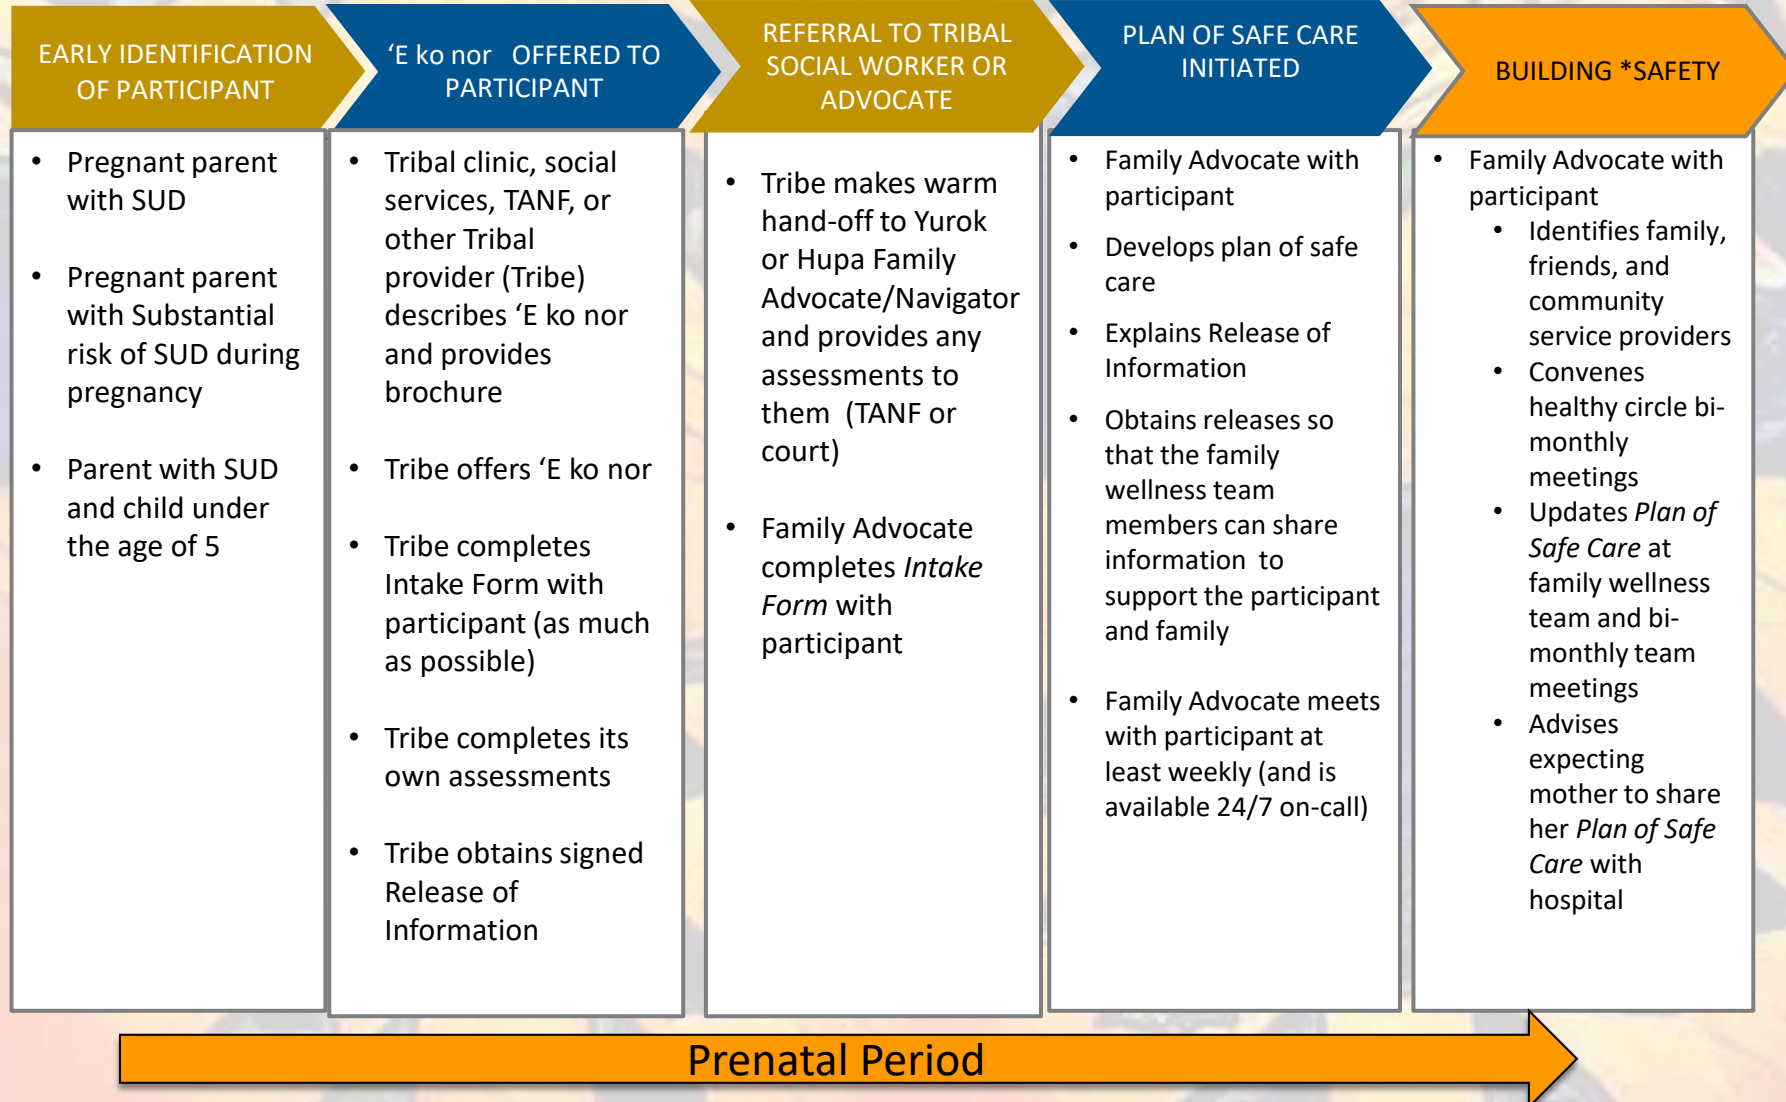 EARLY IDENTIFICATION
OF PARTICIPANT
‘E ko nor   OFFERED TO
PARTICIPANT
REFERRAL TO TRIBAL
SOCIAL WORKER OR
ADVOCATE
PLAN OF SAFE CARE
INITIATED
BUILDING *SAFETY
• Pregnant parent
with SUD
• Pregnant parent
with Substantial
risk of SUD during
pregnancy
• Parent with SUD
and child under
the age of 5
• Tribal clinic, social
services, TANF, or
other Tribal
provider (Tribe)
describes ‘E ko nor
and provides
brochure
• Tribe offers ‘E ko nor
• Tribe completes
Intake Form with
participant (as much
as possible)
• Tribe completes its
own assessments
• Tribe obtains signed
Release of
Information
• Tribe makes warm
hand-off to Yurok
or Hupa Family
Advocate/Navigator
and provides any
assessments to
them  (TANF or
court)
• Family Advocate
completes Intake
Form with
participant
• Family Advocate with
participant
• Develops plan of safe
care
• Explains Release of
Information
• Obtains releases so
that the family
wellness team
members can share
information  to
support the participant
and family
• Family Advocate meets
with participant at
least weekly (and is
available 24/7 on-call)
• Family Advocate with
participant
• Identifies family,
friends, and
community
service providers
• Convenes
healthy circle bi-
monthly
meetings
• Updates Plan of
Safe Care at
family wellness
team and bi-
monthly team
meetings
• Advises
expecting
mother to share
her Plan of Safe
Care with
hospital
Prenatal Period